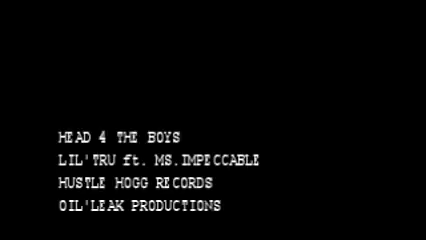 HEAD 4 THE BOYS
LIL'TRU ft. MS.IMPECCABLE
HUSTLE HOGG RECORDS
OIL'LEAK PRODUCTIONS